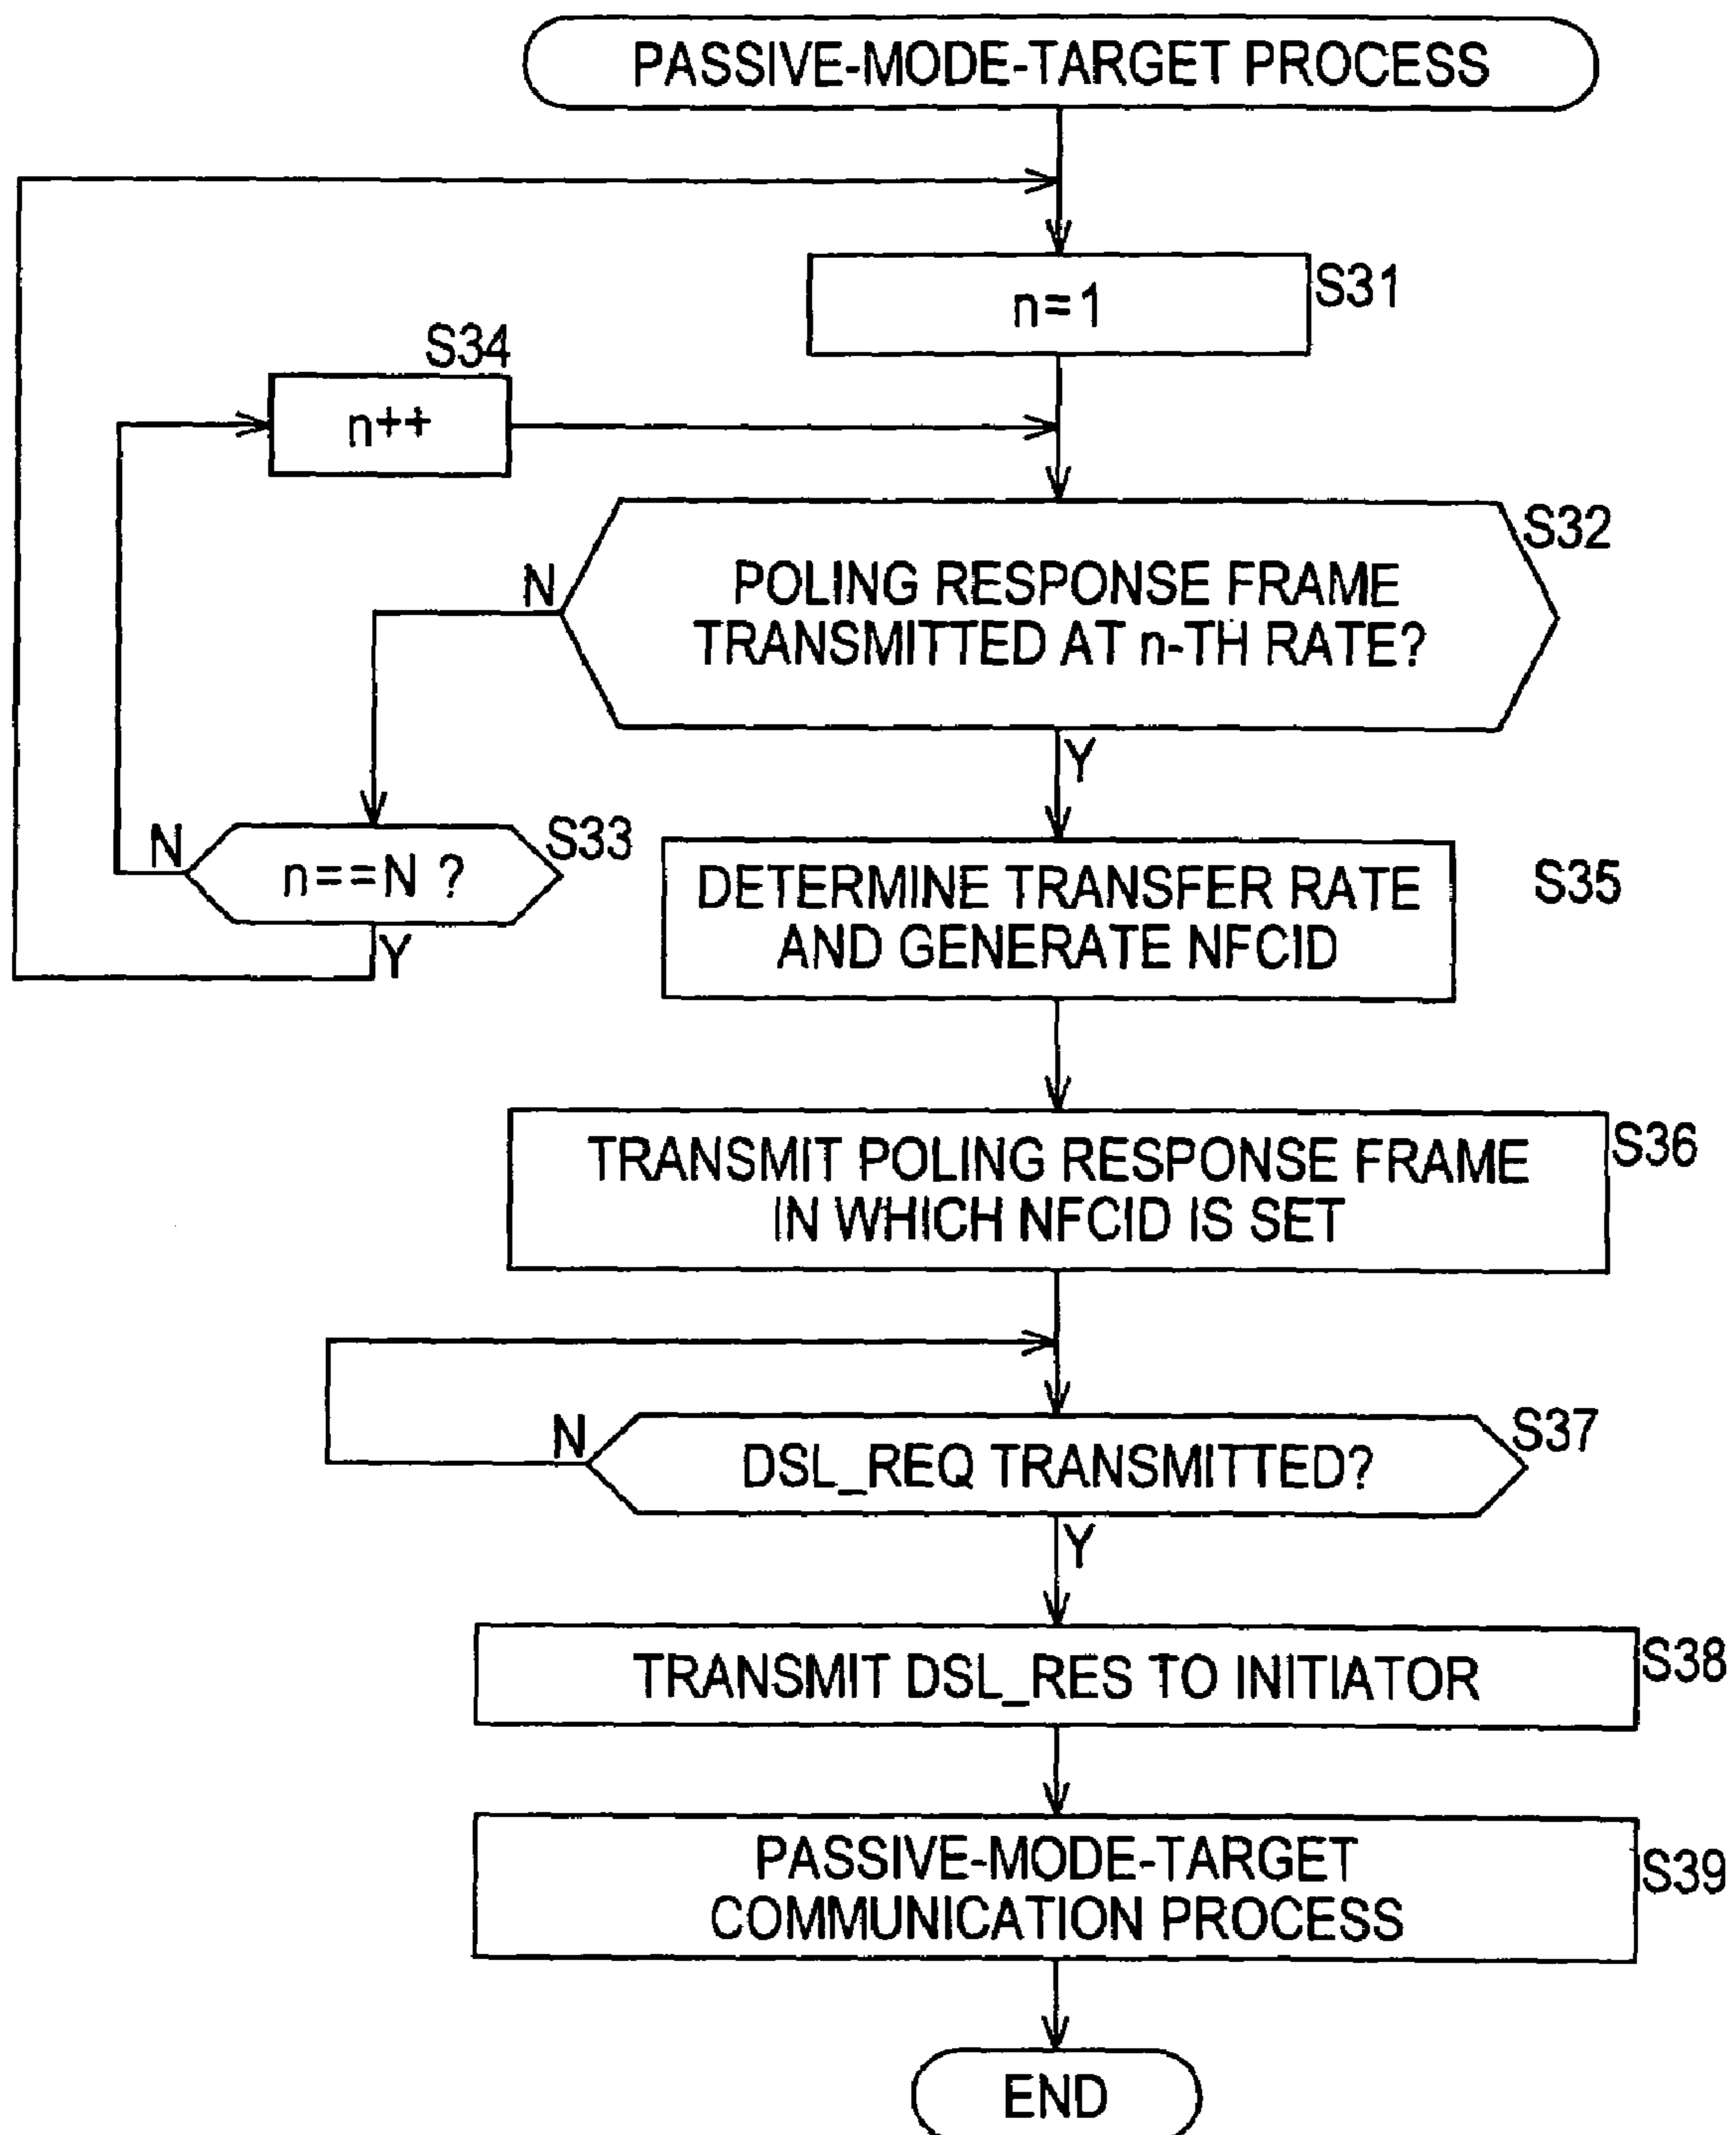 PASSIVE-MODE-TARGET PROCESS
n=1
S31
S34
n++
S32
N
POLING RESPONSE FRAME
TRANSMITTED AT n-TH RATE?
Y
S33
N
n==N ?
Y
DETERMINE TRANSFER RATE
AND GENERATE NFCID
S35
TRANSMIT POLING RESPONSE FRAME
IN WHICH NFCID IS SET
S36
N
DSL_REQ TRANSMITTED?
S37
Y
TRANSMIT DSL_RES TO INITIATOR
S38
PASSIVE-MODE-TARGET
COMMUNICATION PROCESS
S39
END